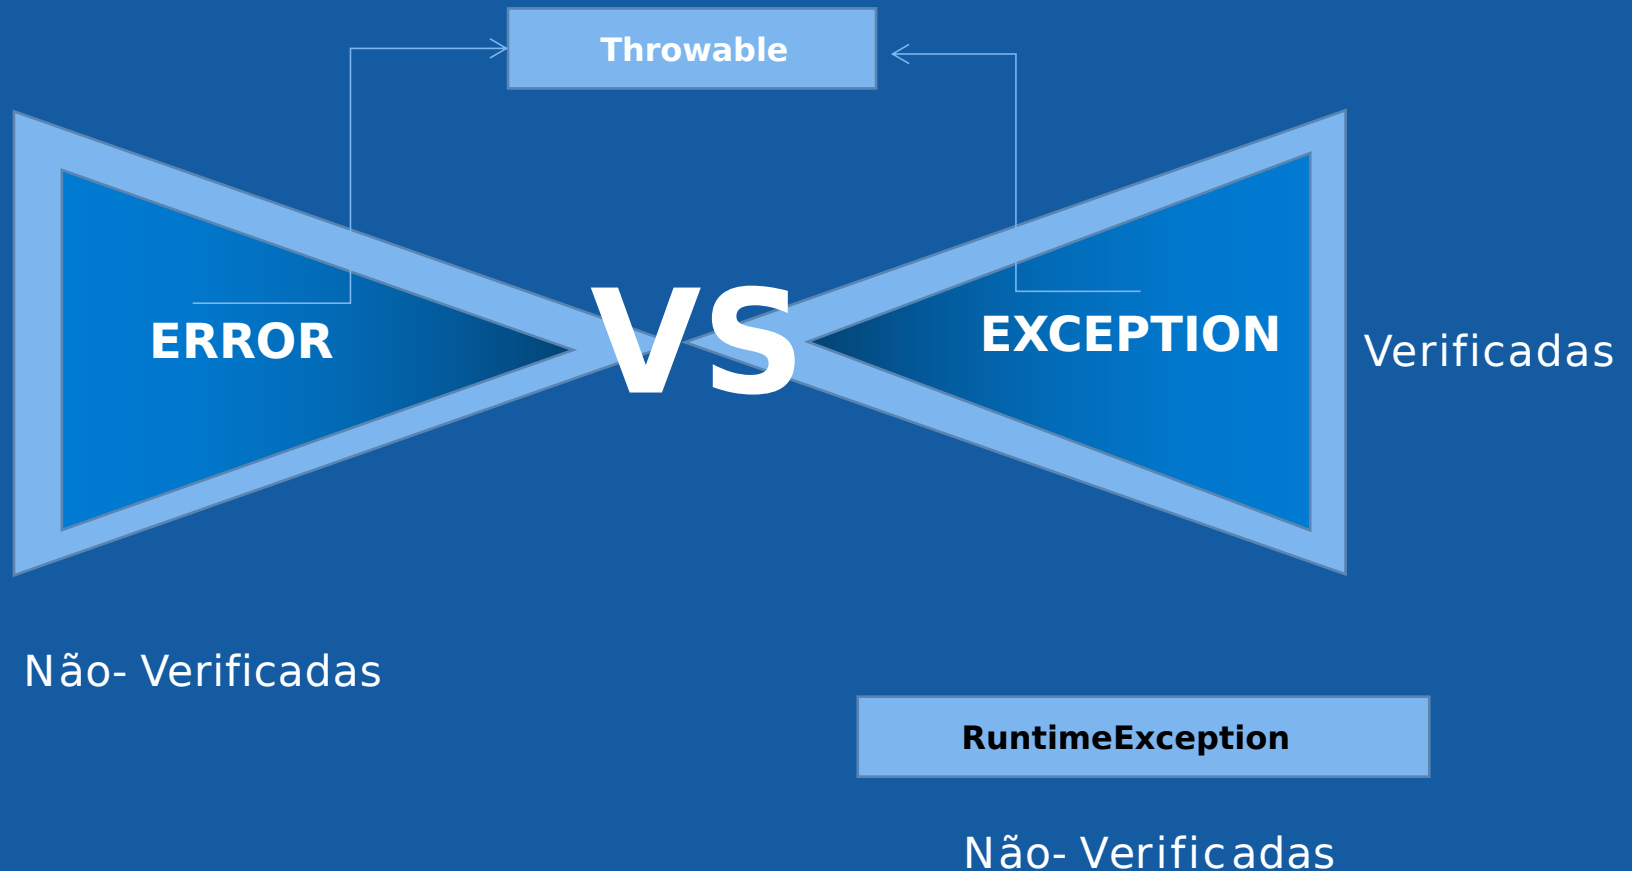 Throwable
VS
ERROR
EXCEPTION
Verificadas
Não- Verificadas
RuntimeException
Não- Verificadas